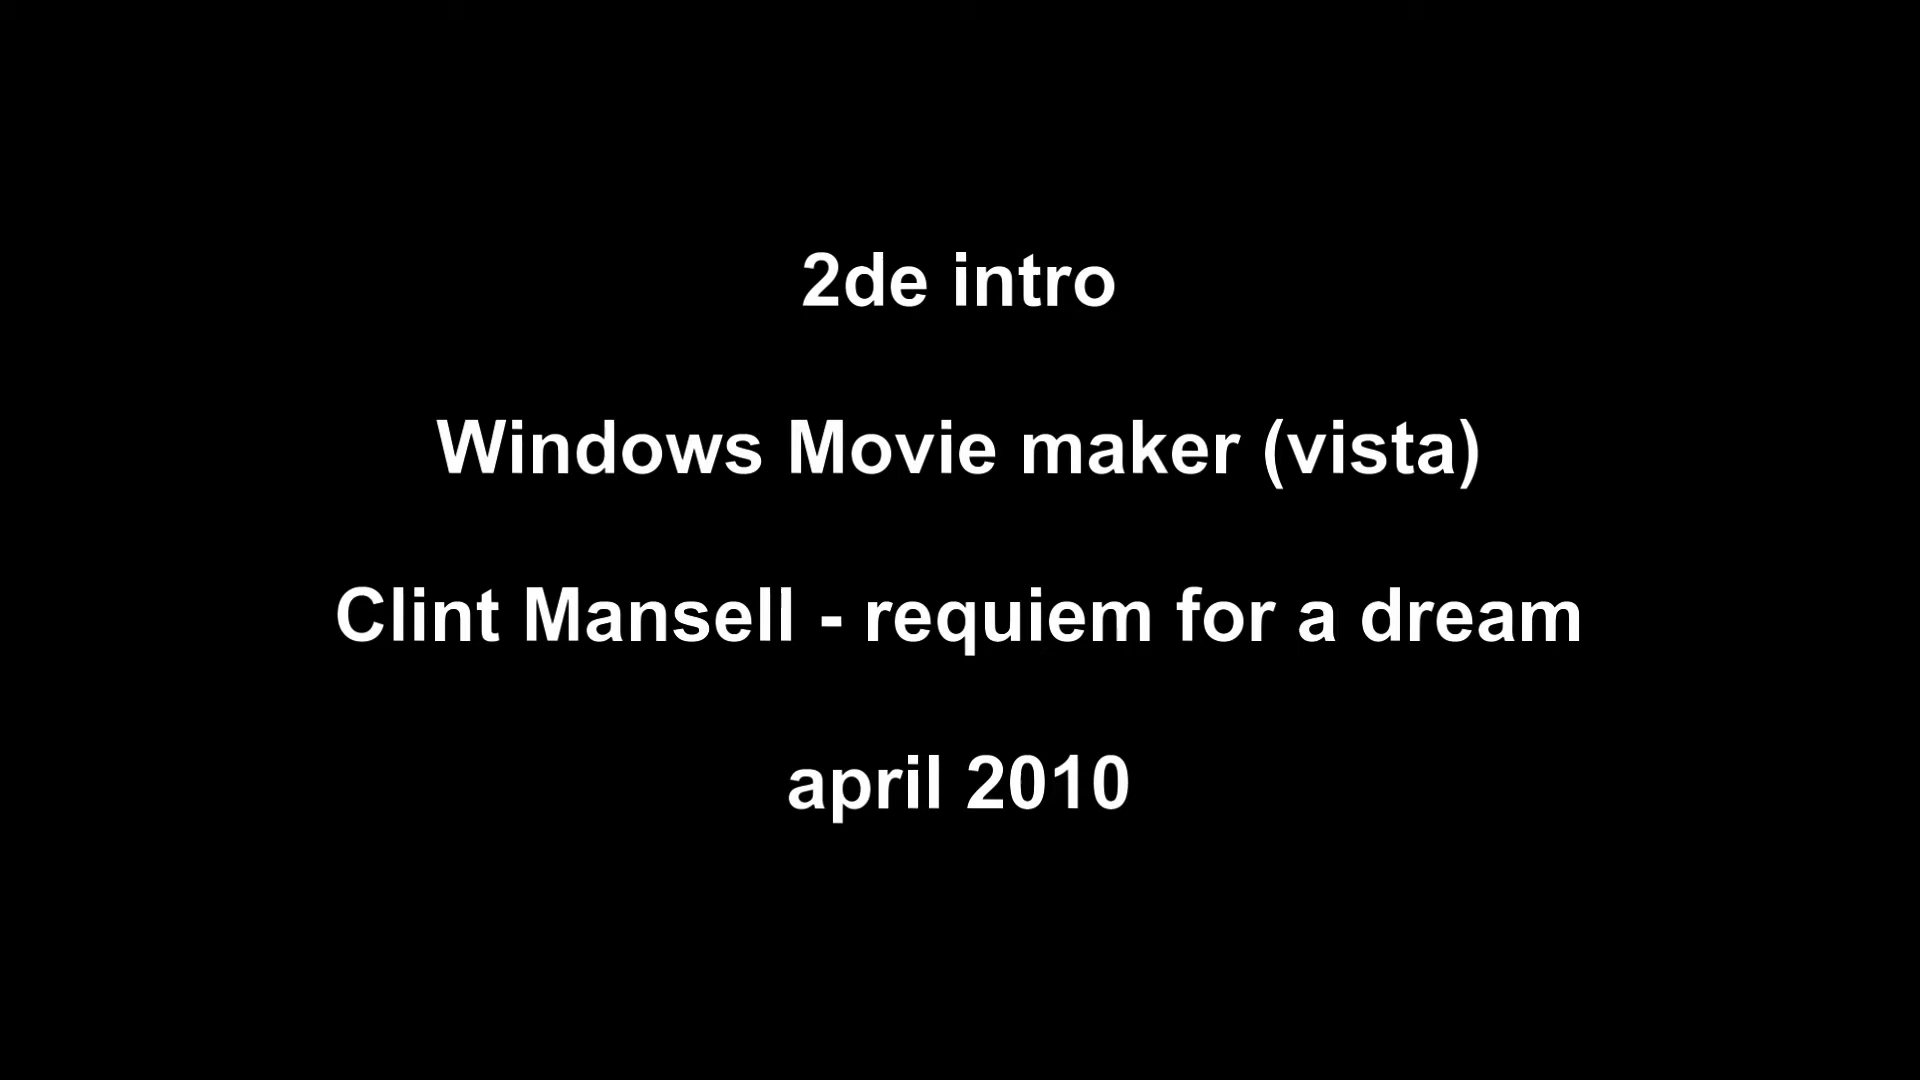 2de intro
Windows Movie maker (vista)
Clint Mansell - requiem for a dream
april 2010